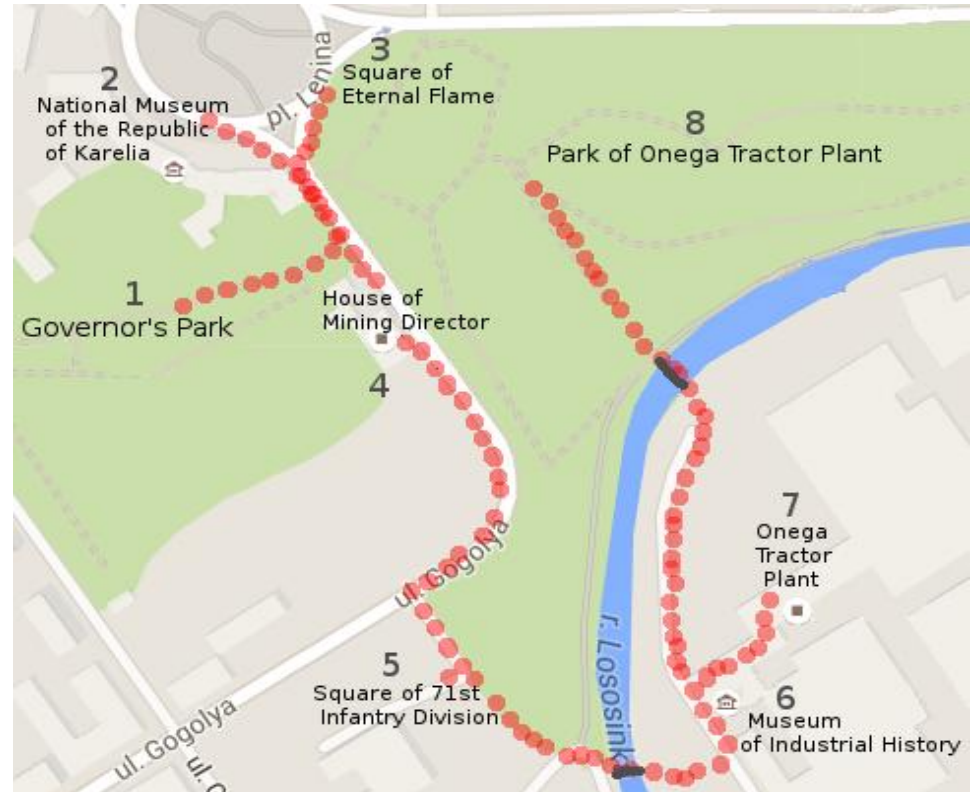 pl. Lenina
3
Square of
Eternal Flame
2
National Museum
of the Republic
of Karelia
8
Park of Onega Tractor Plant
1
Governor's Park
House of
Mining Director
4
7
Onega
Tractor
Plant
ul. Gogolya
5
Square of 71st
Infantry Division
r. Lososink
6
Museum
of Industrial History
ul. Gogolya
ul. G